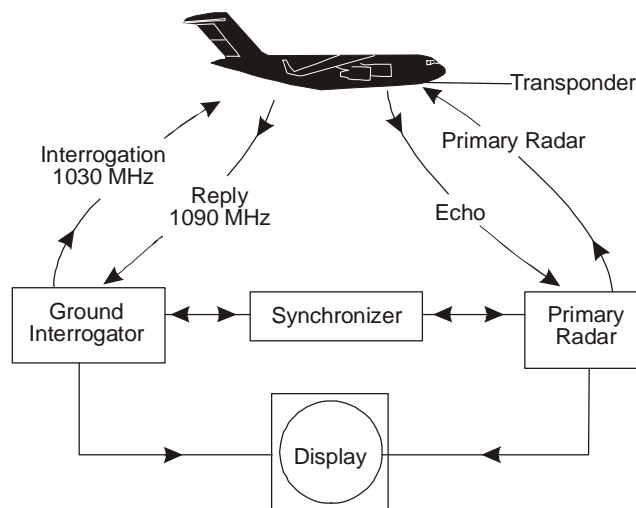 Transponder
Interrogation
1030 MHz
Primary Radar
Reply
1090 MHz
Echo
Ground
Interrogator
Synchronizer
Primary
Radar
Display